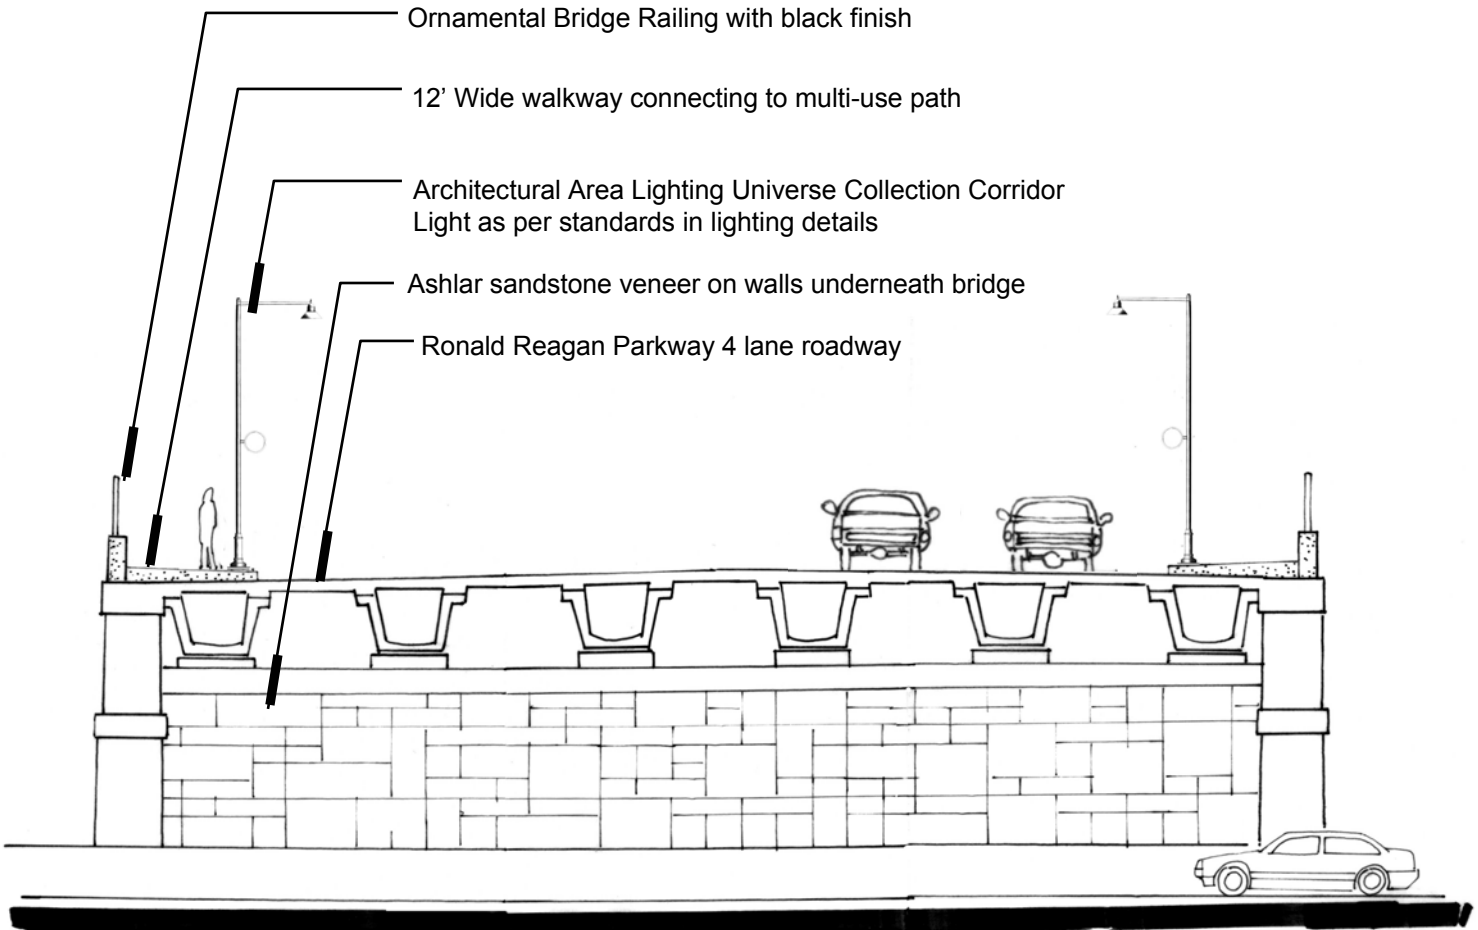 Ornamental Bridge Railing with black finish
12’ Wide walkway connecting to multi-use path
Architectural Area Lighting Universe Collection Corridor
Light as per standards in lighting details
Ashlar sandstone veneer on walls underneath bridge
Ronald Reagan Parkway 4 lane roadway